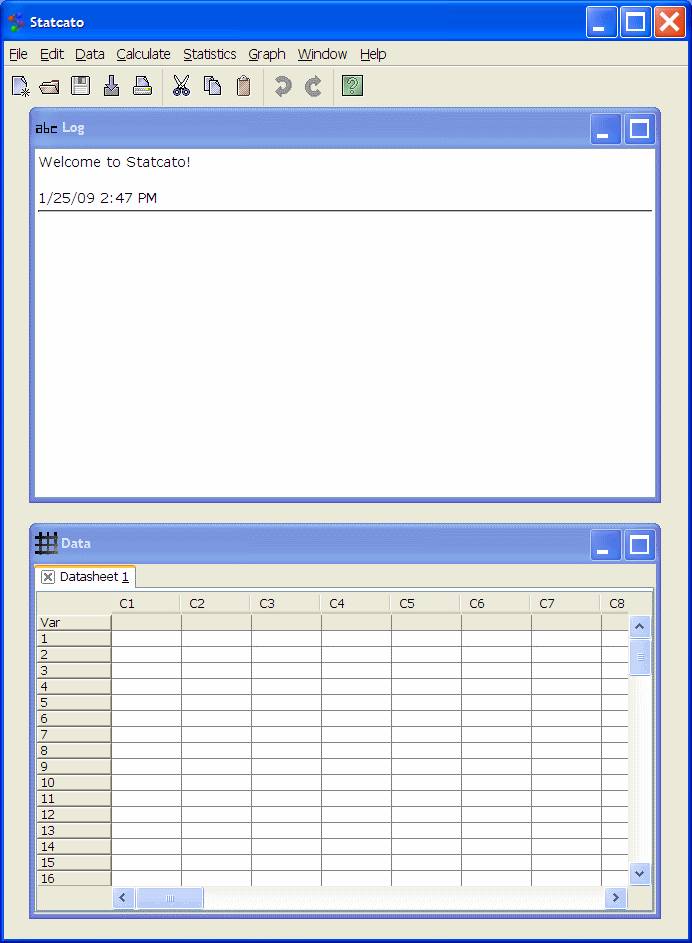 Statcato
File Edit Data Calculate Statistics Graph Window Help
abc Log
Welcome to Statcato!
1/25/09 2:47 PM
Data
Datasheet 1
C1 C2 C3 C4 C5 C6 C7 C8
Var
1
2
3
4
5
6
7
8
9
10
11
12
13
14
15
16